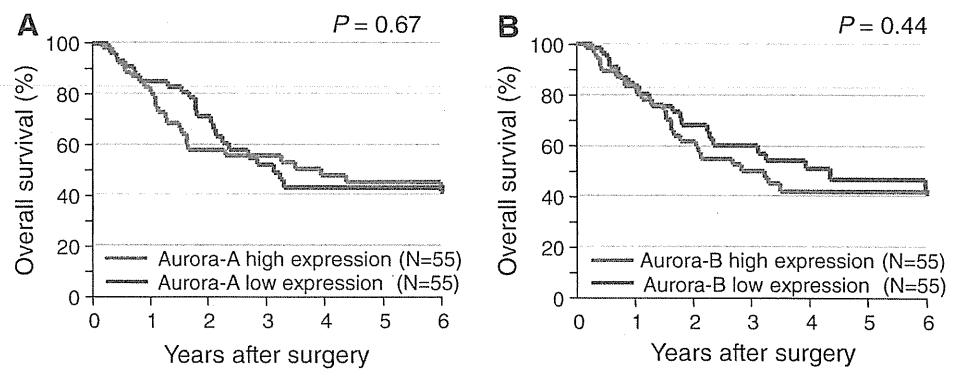 A
P = 0.67
Overall survival (%)
100
80
60
40
20
0
Aurora-A high expression (N=55)
Aurora-A low expression (N=55)
0 1 2 3 4 5 6
Years after surgery
B
P = 0.44
Overall survival (%)
100
80
60
40
20
0
Aurora-B high expression (N=55)
Aurora-B low expression (N=55)
0 1 2 3 4 5 6
Years after surgery